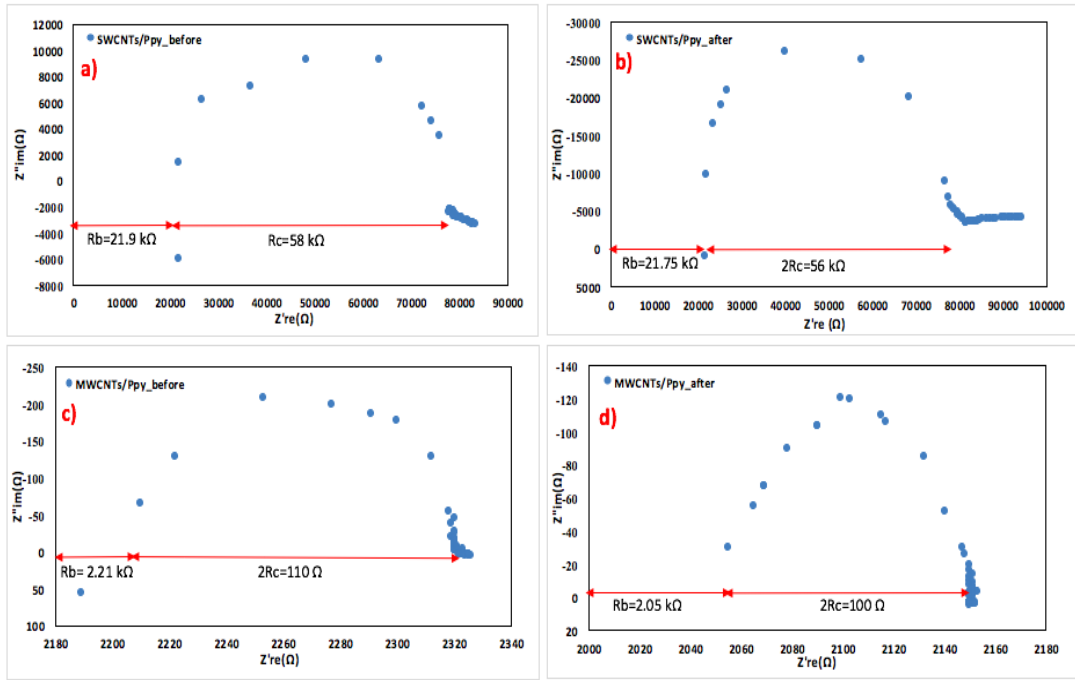 12000
10000
8000
6000
4000
2000
0
-2000
-4000
-6000
-8000
Z"im(Ω)
SWCNTs/Ppy_before
a)
Rb=21.9 kΩ
Rc=58 kΩ
0 10000 20000 30000 40000 50000 60000 70000 80000 90000
Z're(Ω)
-30000
-25000
-20000
-15000
-10000
-5000
0
5000
Z"im(Ω)
SWCNTs/Ppy_after
b)
Rb=21.75 kΩ
2Rc=56 kΩ
0 10000 20000 30000 40000 50000 60000 70000 80000 90000 100000
Z're (Ω)
-250
-200
-150
-100
-50
0
50
100
Z"im(Ω)
MWCNTs/Ppy_before
c)
Rb= 2.21 kΩ
2Rc=110 Ω
2180 2200 2220 2240 2260 2280 2300 2320 2340
Z're(Ω)
-140
-120
-100
-80
-60
-40
-20
0
20
Z"im(Ω)
MWCNTs/Ppy_after
d)
Rb=2.05 kΩ
2Rc=100 Ω
2000 2020 2040 2060 2080 2100 2120 2140 2160 2180
Z're(Ω)